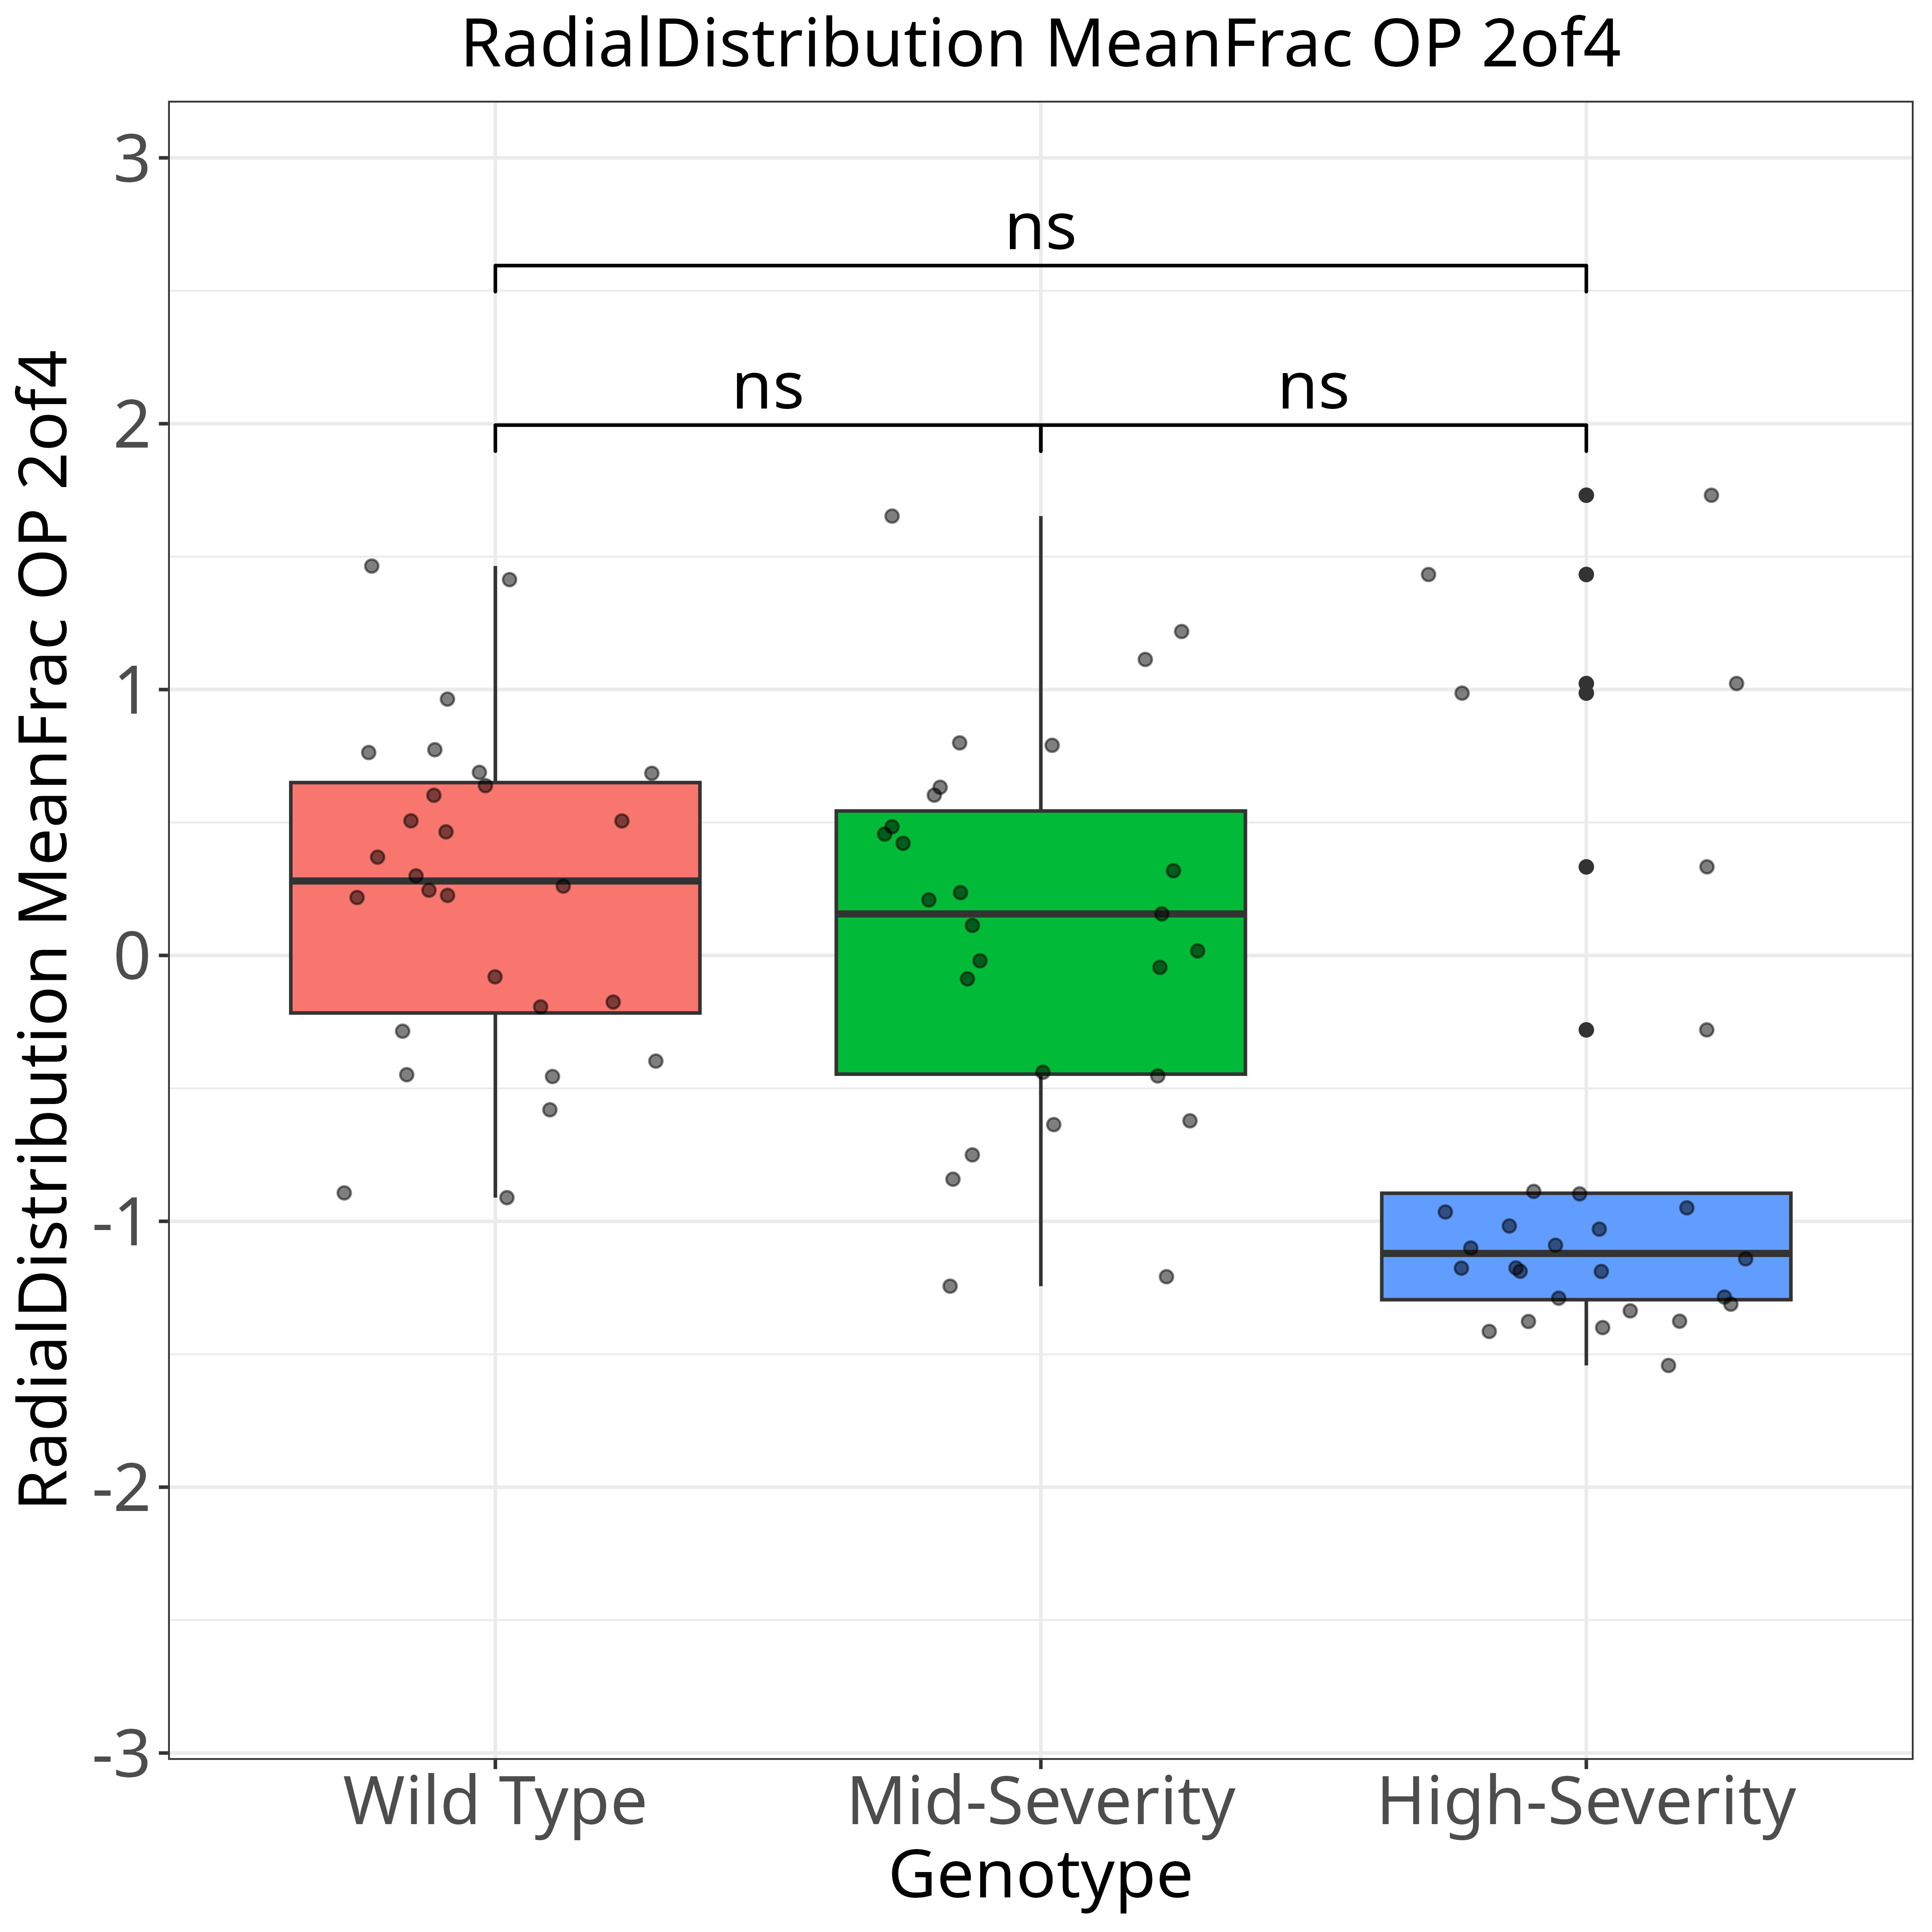 RadialDistribution MeanFrac OP 2of4
RadialDistribution MeanFrac OP 2of4
3
2
1
0
-1
-2
-3
ns
ns
ns
Wild Type
Mid-Severity
High-Severity
Genotype